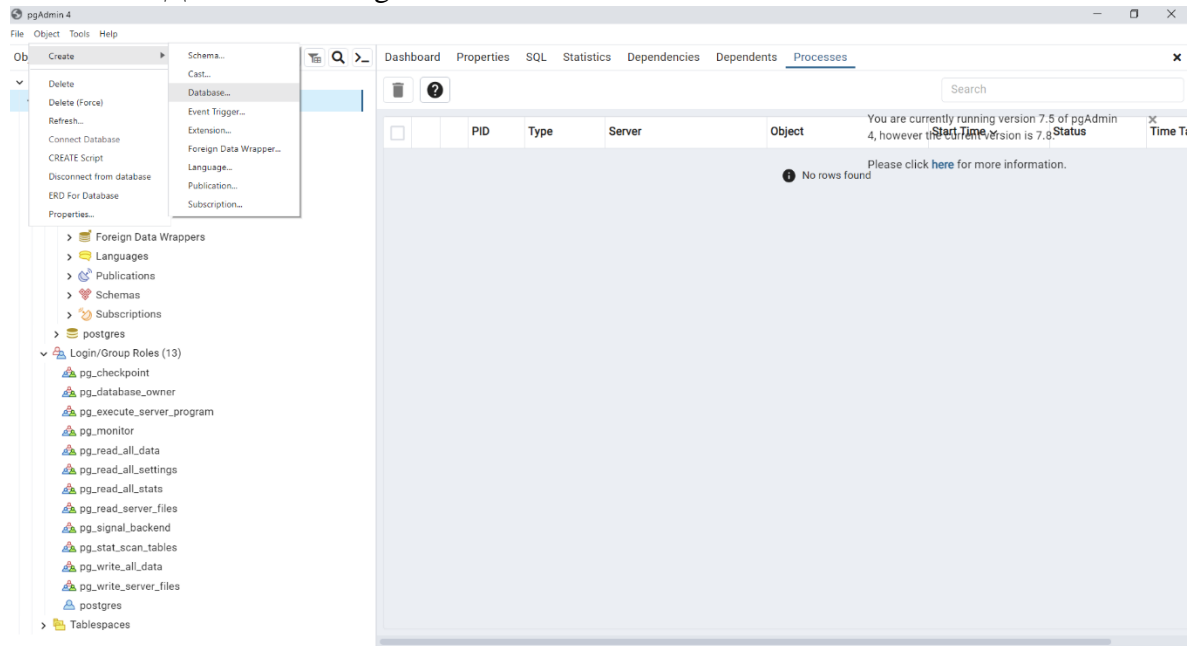 pgAdmin 4
File Object Tools Help
Ob
Create
Delete
Delete (Force)
Refresh...
Connect Database
CREATE Script
Disconnect from database
ERD For Database
Properties...
Schema...
Cast...
Database...
Event Trigger...
Extension...
Foreign Data Wrapper...
Language...
Publication...
Subscription...
Foreign Data Wrappers
Languages
Publications
Schemas
Subscriptions
postgres
Login/Group Roles (13)
pg_checkpoint
pg_database_owner
pg_execute_server_program
pg_monitor
pg_read_all_data
pg_read_all_settings
pg_read_all_stats
pg_read_server_files
pg_signal_backend
pg_stat_scan_tables
pg_write_all_data
pg_write_server_files
postgres
Tablespaces
Dashboard Properties SQL Statistics Dependencies Dependents Processes
Search
PID Type Server Object Start Time Status Time Ta
You are currently running version 7.5 of pgAdmin
4, however the current version is 7.8.
Please click here for more information.
No rows found